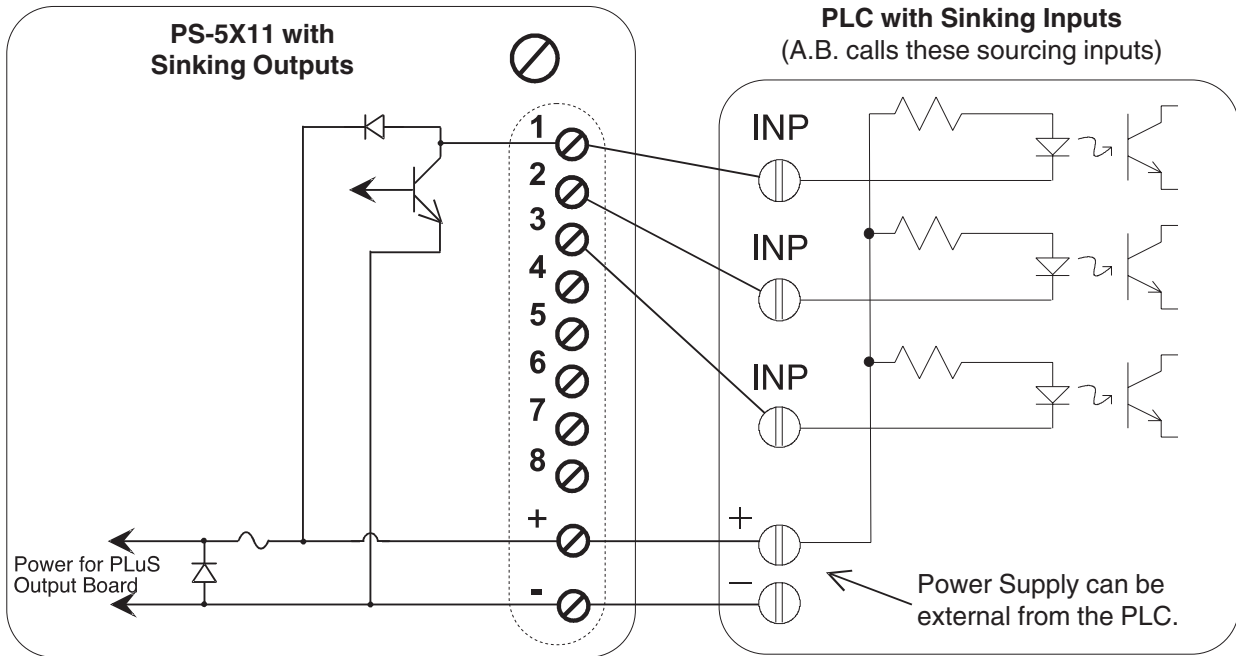 PS-5X11 with
Sinking Outputs
1
2
3
4
5
6
7
8
+
-
Power for PLuS
Output Board
PLC with Sinking Inputs
(A.B. calls these sourcing inputs)
INP
INP
INP
+
−
Power Supply can be
external from the PLC.